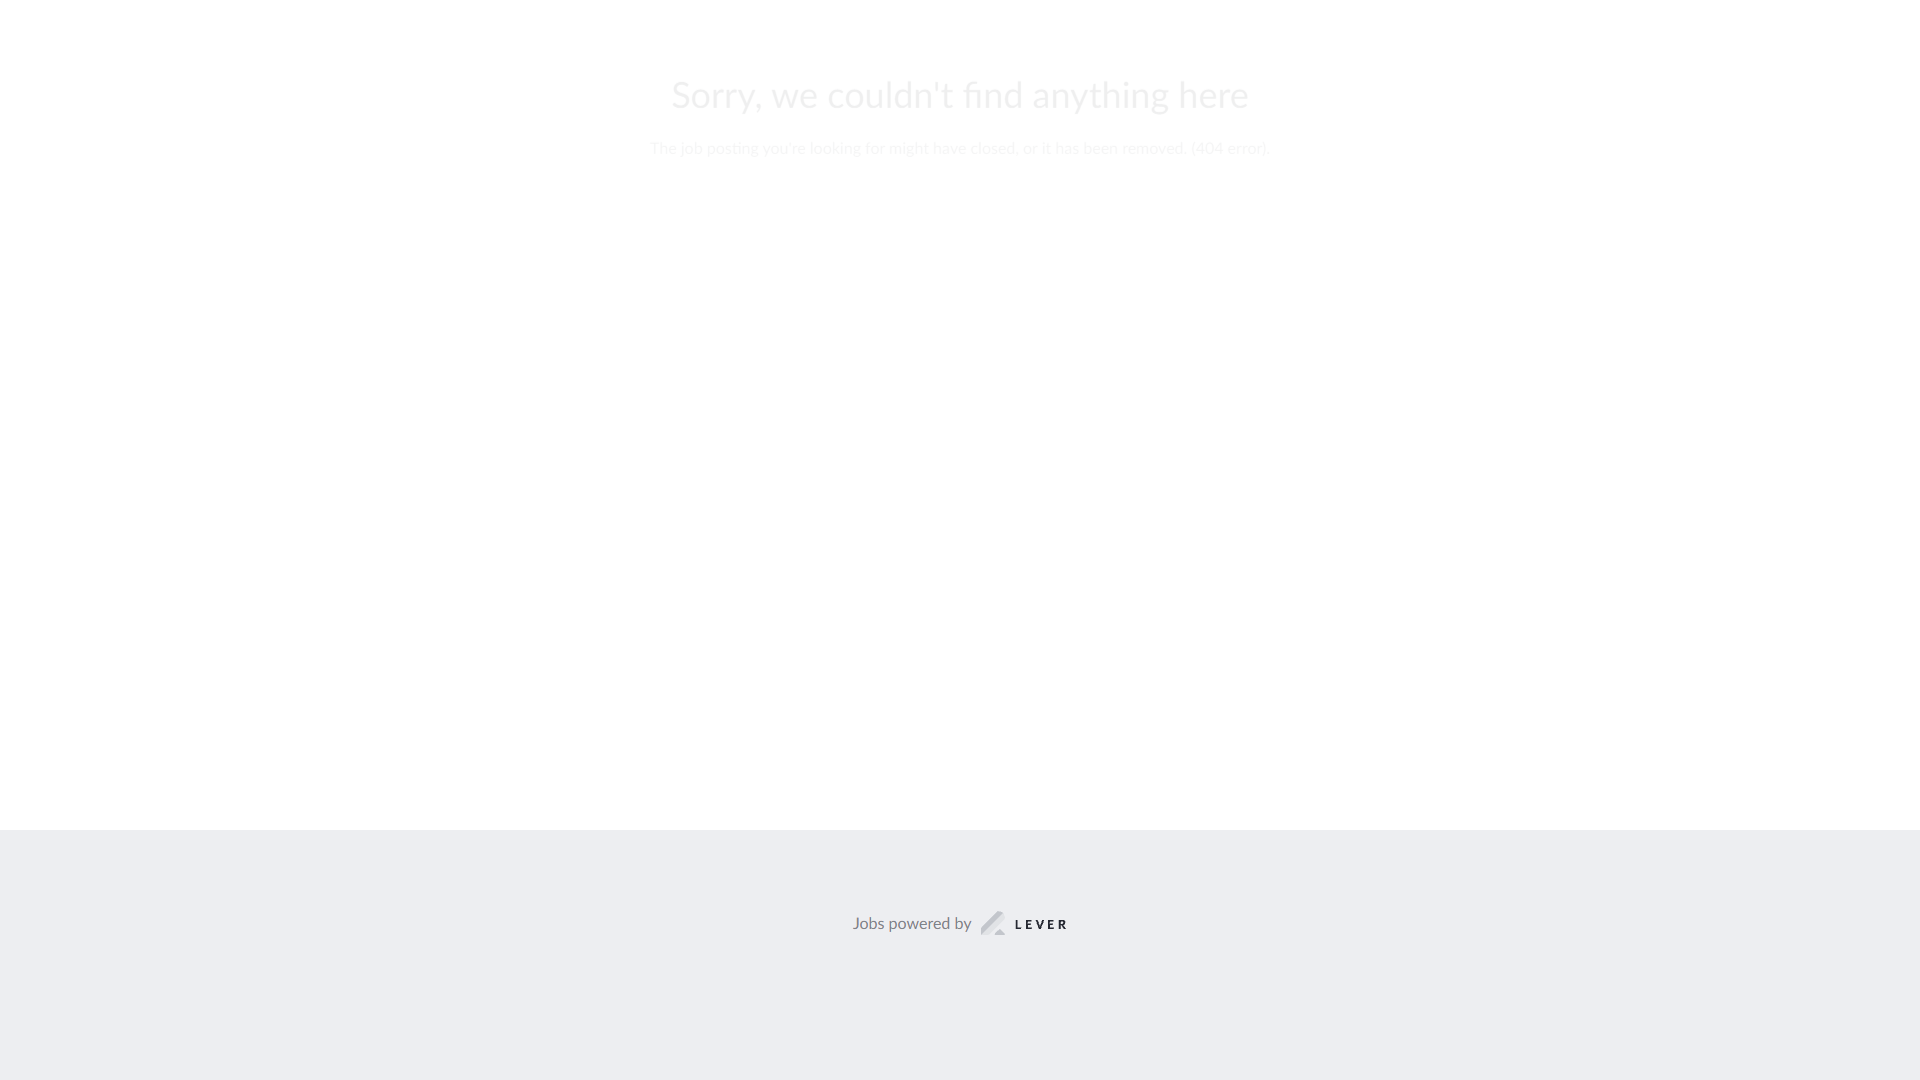 Sorry, we couldn't find anything here
The job posting you're looking for might have closed, or it has been removed. (404 error).
Jobs powered by LEVER